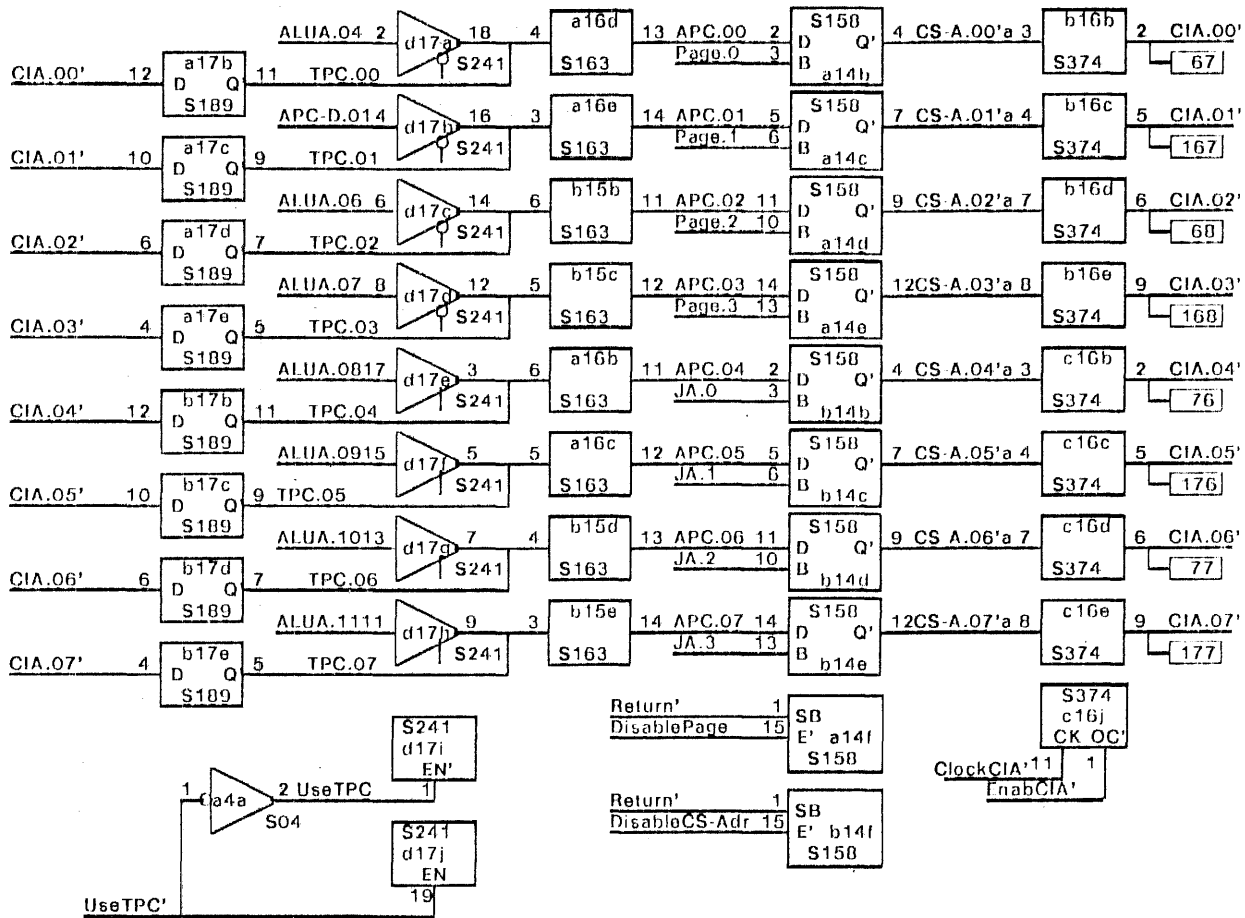 ALUA.04 2 d17a 18 S241 4 a16d S163 13 APC.00 2 Page.0 3 S158 D Q' B a14b 4 CS-A.00'a 3 b16b S374 2 CIA.00' 67
CIA.00' 12 a17b D Q S189 11 TPC.00
APC-D.014 d17b 16 S241 3 a16e S163 14 APC.01 5 Page.1 6 S158 D Q' B a14c 7 CS-A.01'a 4 b16c S374 5 CIA.01' 167
CIA.01' 10 a17c D Q S189 9 TPC.01
ALUA.06 6 d17c 14 S241 6 b15b S163 11 APC.02 11 Page.2 10 S158 D Q' B a14d 9 CS-A.02'a 7 b16d S374 6 CIA.02' 68
CIA.02' 6 a17d D Q S189 7 TPC.02
ALUA.07 8 d17d 12 S241 5 b15c S163 12 APC.03 14 Page.3 13 S158 D Q' B a14e 12 CS-A.03'a 8 b16e S374 9 CIA.03' 168
CIA.03' 4 a17e D Q S189 5 TPC.03
ALUA.0817 d17e 3 S241 6 a16b S163 11 APC.04 2 JA.0 3 S158 D Q' B b14b 4 CS-A.04'a 3 c16b S374 2 CIA.04' 76
CIA.04' 12 b17b D Q S189 11 TPC.04
ALUA.0915 d17f 5 S241 5 a16c S163 12 APC.05 5 JA.1 6 S158 D Q' B b14c 7 CS-A.05'a 4 c16c S374 5 CIA.05' 176
CIA.05' 10 b17c D Q S189 9 TPC.05
ALUA.1013 d17g 7 S241 4 b15d S163 13 APC.06 11 JA.2 10 S158 D Q' B b14d 9 CS A.06'a 7 c16d S374 6 CIA.06' 77
CIA.06' 6 b17d D Q S189 7 TPC.06
ALUA.1111 d17h 9 S241 3 b15e S163 14 APC.07 14 JA.3 13 S158 D Q' B b14e 12 CS-A.07'a 8 c16e S374 9 CIA.07' 177
CIA.07' 4 b17e D Q S189 5 TPC.07
S241 d17i EN' 1
1 a4a 2 UseTPC S04
S241 d17j EN 19
UseTPC'
Return' 1 SB
DisablePage 15 E' a14f
S158
Return' 1 SB
DisableCS-Adr 15 E' b14f
S158
S374
c16j
CK OC'
ClockCIA' 11 1
EnabCIA'